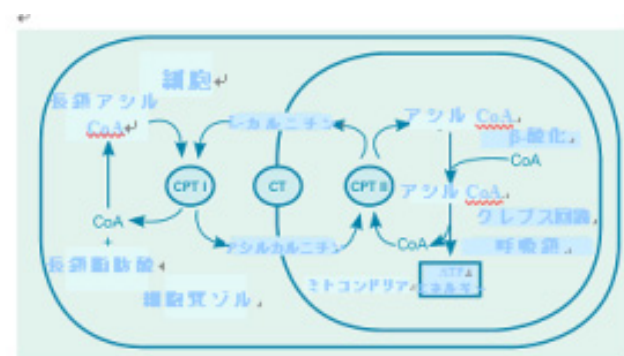 細胞
長鎖アシル
CoA
L-カルニチン
アシル CoA
β-酸化
CoA
CPT I
CT
CPT II
アシル CoA
CoA
クレブス回路
+
アシルカルニチン
CoA
呼吸鎖
長鎖脂肪酸
ミトコンドリア
ATP
エネルギー
細胞質ゾル